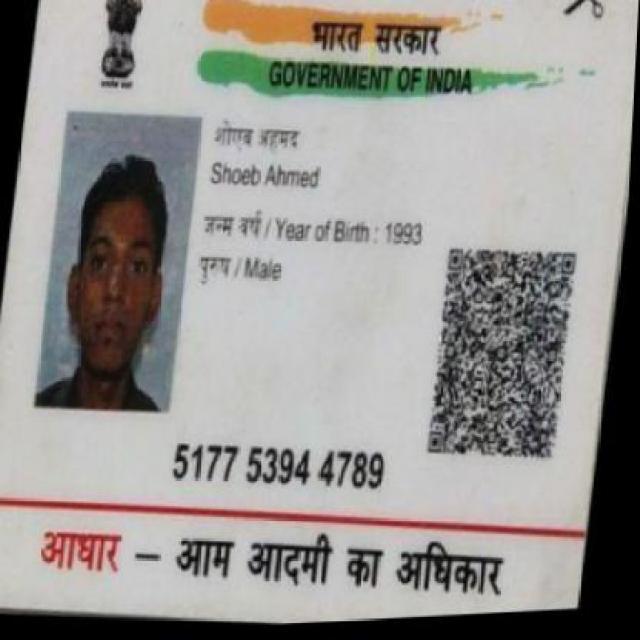 भारत सरकार
GOVERNMENT OF INDIA
शोएब अहमद
Shoeb Ahmed
जन्म वर्ष / Year of Birth : 1993
पुरुष / Male
5177 5394 4789
आधार – आम आदमी का अधिकार